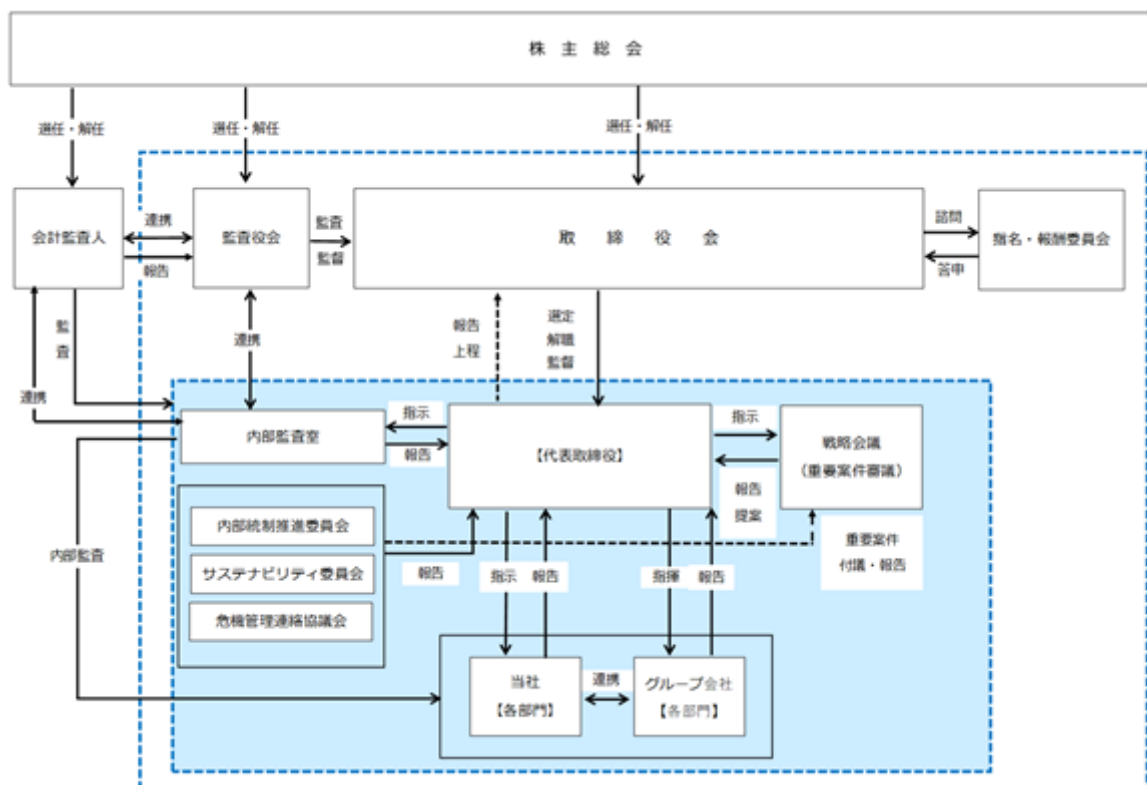 株 主 総 会
選任・解任
選任・解任
選任・解任
会計監査人
連携
報告
監査役会
監査
監督
取 締 役 会
諮問
答申
指名・報酬委員会
監
査
連携
連携
報告
上程
選定
解職
監督
内部監査室
指示
報告
【代表取締役】
指示
報告
提案
戦略会議
（重要案件審議）
内部統制推進委員会
サステナビリティ委員会
危機管理連絡協議会
内部監査
報告
指示
報告
指揮
報告
重要案件
付議・報告
当社
【各部門】
連携
グループ会社
【各部門】